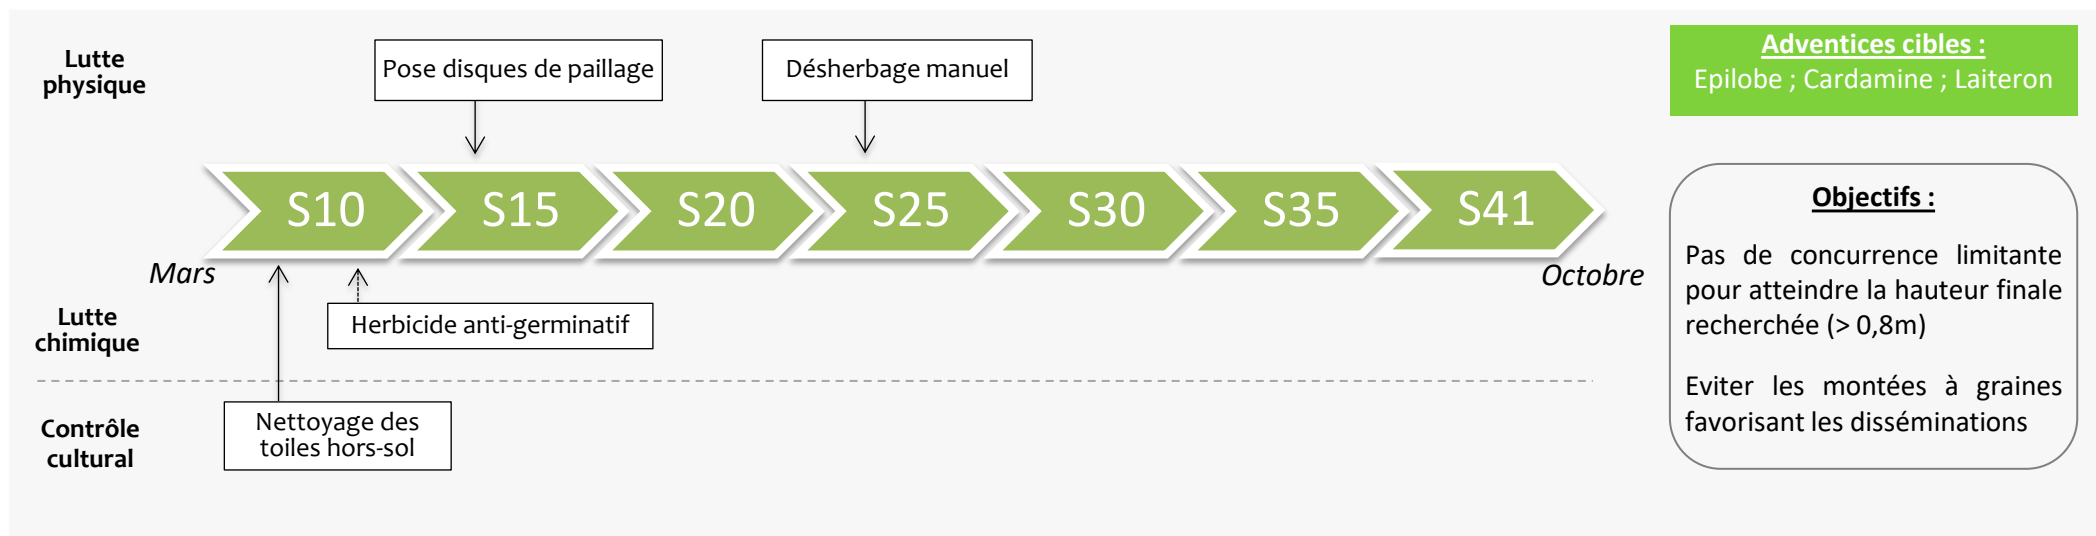 Lutte
physique
Pose disques de paillage
Désherbage manuel
Adventices cibles :
Epilobe ; Cardamine ; Laiteron
S10
S15
S20
S25
S30
S35
S41
Mars
Octobre
Lutte
chimique
Herbicide anti-germinatif
Contrôle
cultural
Nettoyage des
toiles hors-sol
Objectifs :
Pas de concurrence limitante
pour atteindre la hauteur finale
recherchée (> 0,8m)
Eviter les montées à graines
favorisant les disséminations